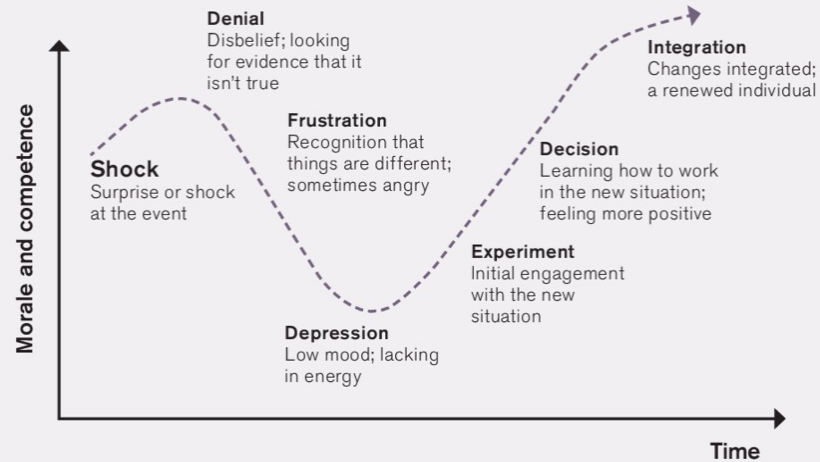 Denial
Disbelief; looking
for evidence that it
isn't true
Integration
Changes integrated;
a renewed individual
Frustration
Recognition that
things are different;
sometimes angry
Decision
Learning how to work
in the new situation;
feeling more positive
Shock
Surprise or shock
at the event
Experiment
Initial engagement
with the new
situation
Depression
Low mood; lacking
in energy
Morale and competence
Time